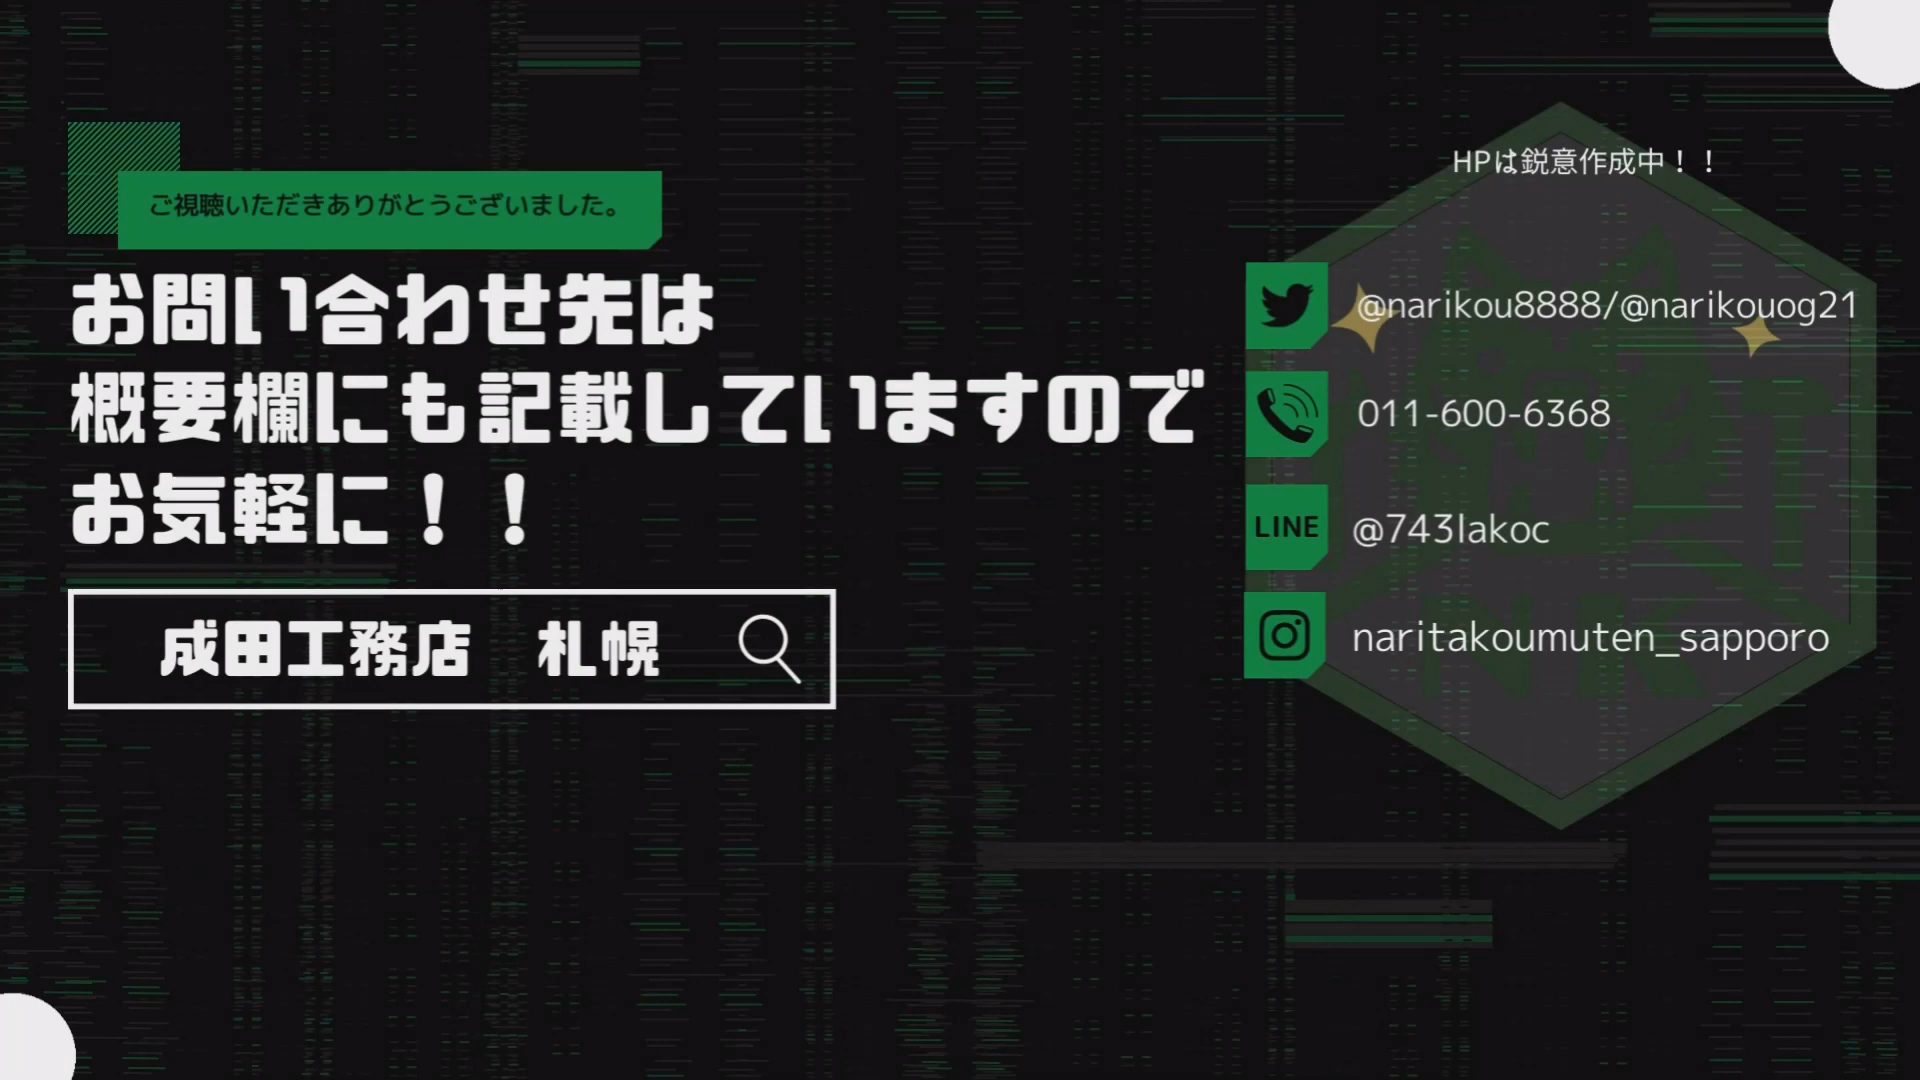 ご視聴いただきありがとうございました。
お問い合わせ先は
概要欄にも記載していますので
お気軽に！！
成田工務店　札幌
HPは鋭意作成中！！
@narikou8888/@narikouog21
011-600-6368
LINE @743lakoc
naritakoumuten_sapporo
NK